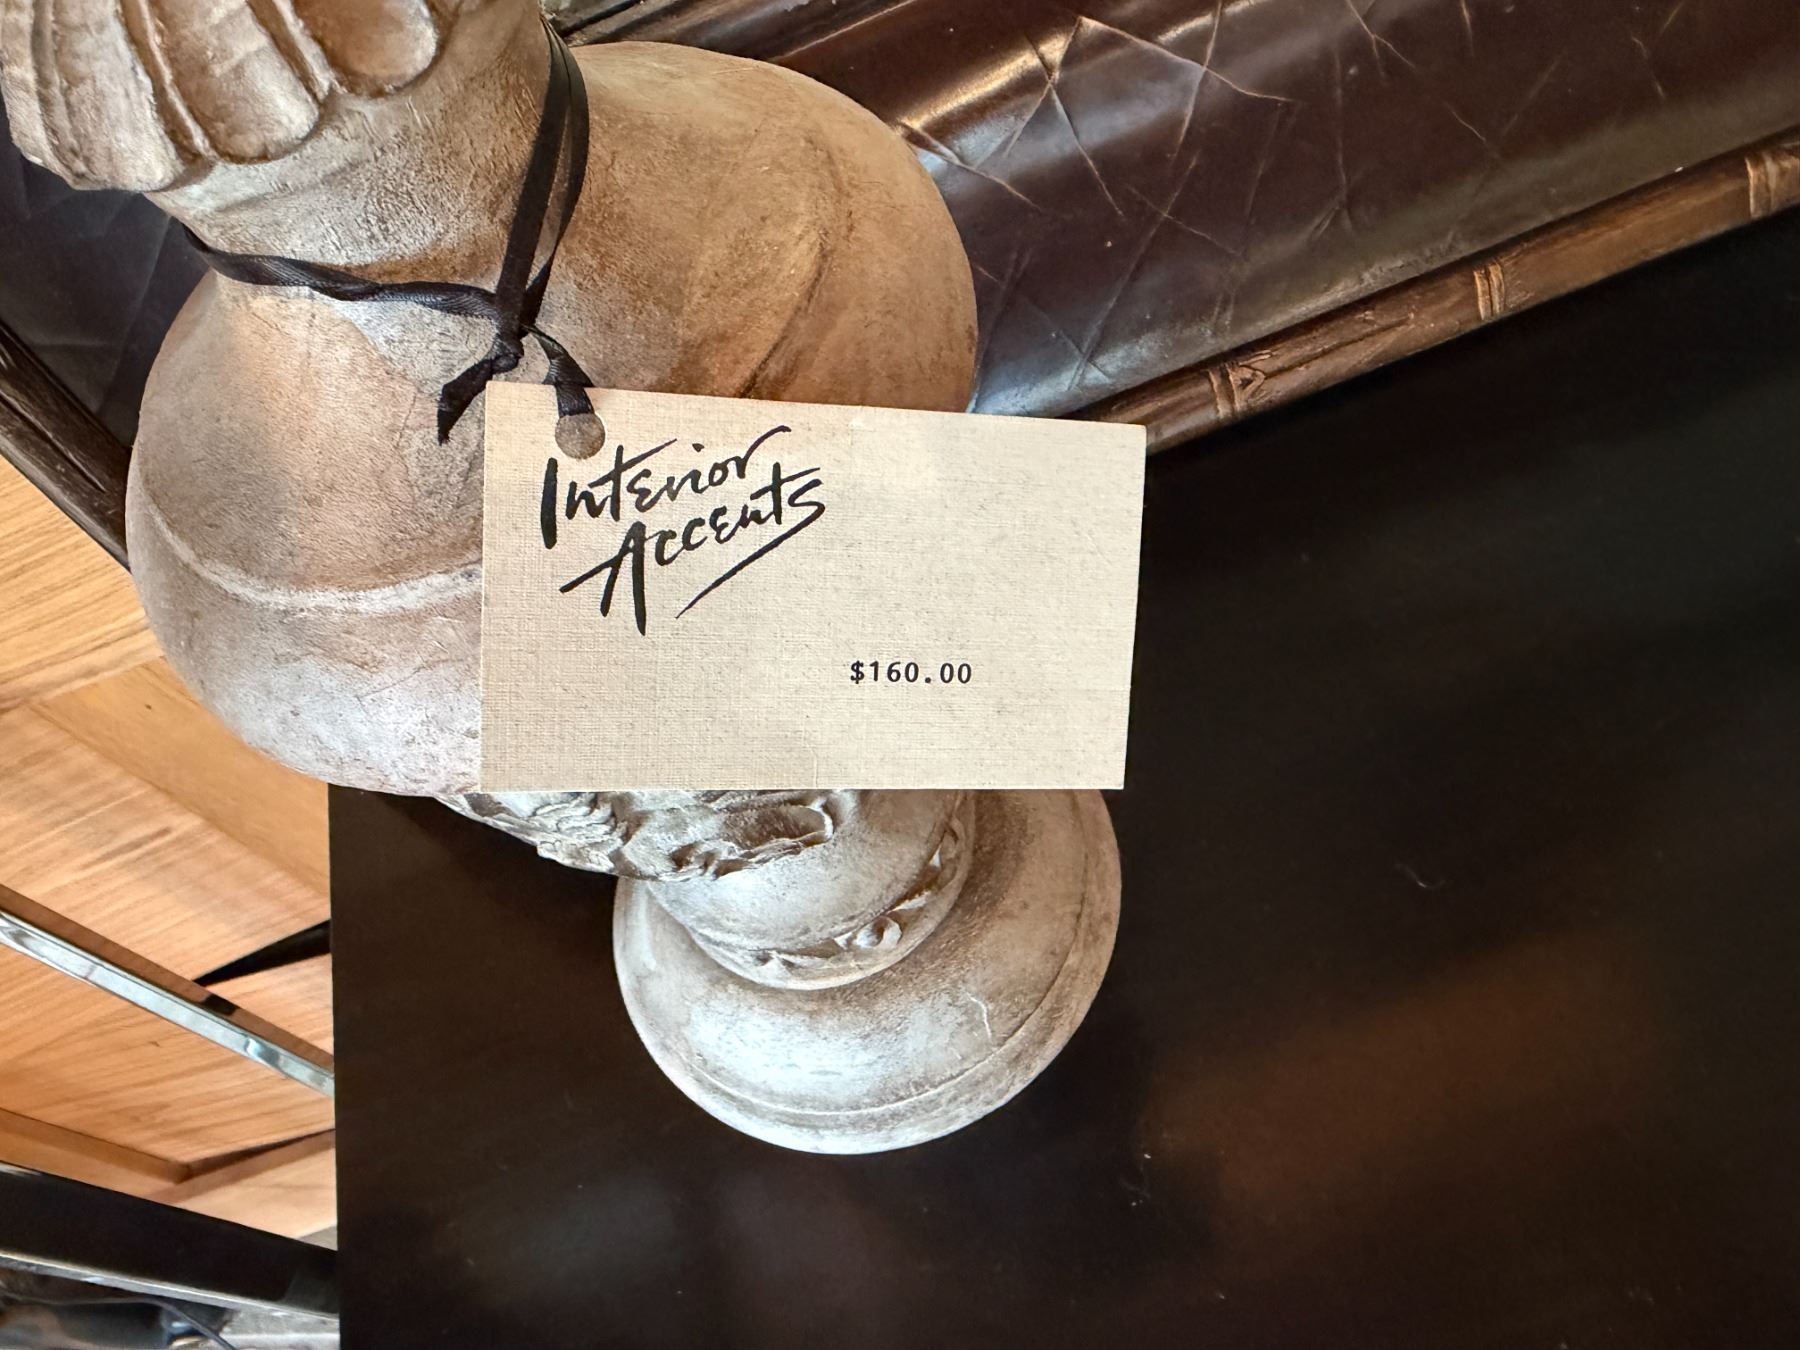 Interior
Accents
$160.00